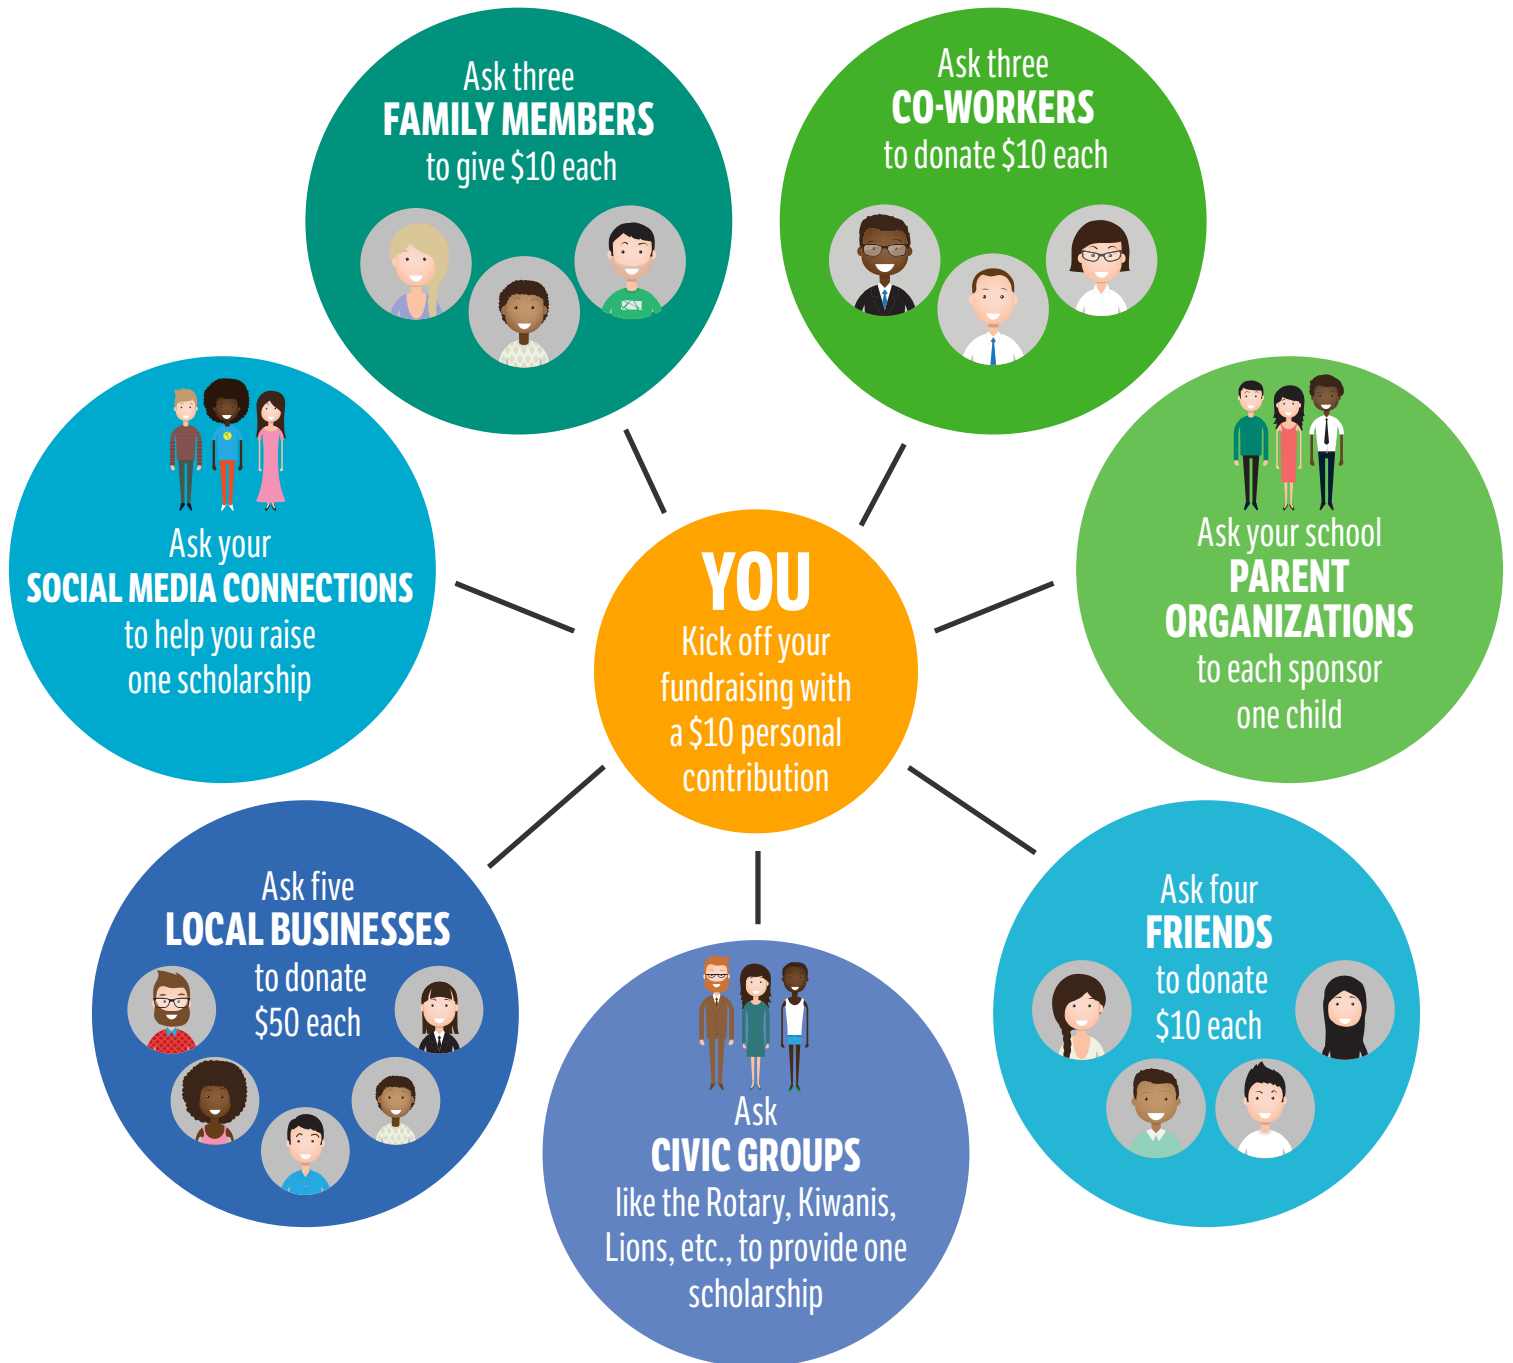 Ask three
FAMILY MEMBERS
to give $10 each
Ask three
CO-WORKERS
to donate $10 each
Ask your
SOCIAL MEDIA CONNECTIONS
to help you raise
one scholarship
YOU
Kick off your
fundraising with
a $10 personal
contribution
Ask your school
PARENT
ORGANIZATIONS
to each sponsor
one child
Ask five
LOCAL BUSINESSES
to donate
$50 each
Ask
CIVIC GROUPS
like the Rotary, Kiwanis,
Lions, etc., to provide one
scholarship
Ask four
FRIENDS
to donate
$10 each